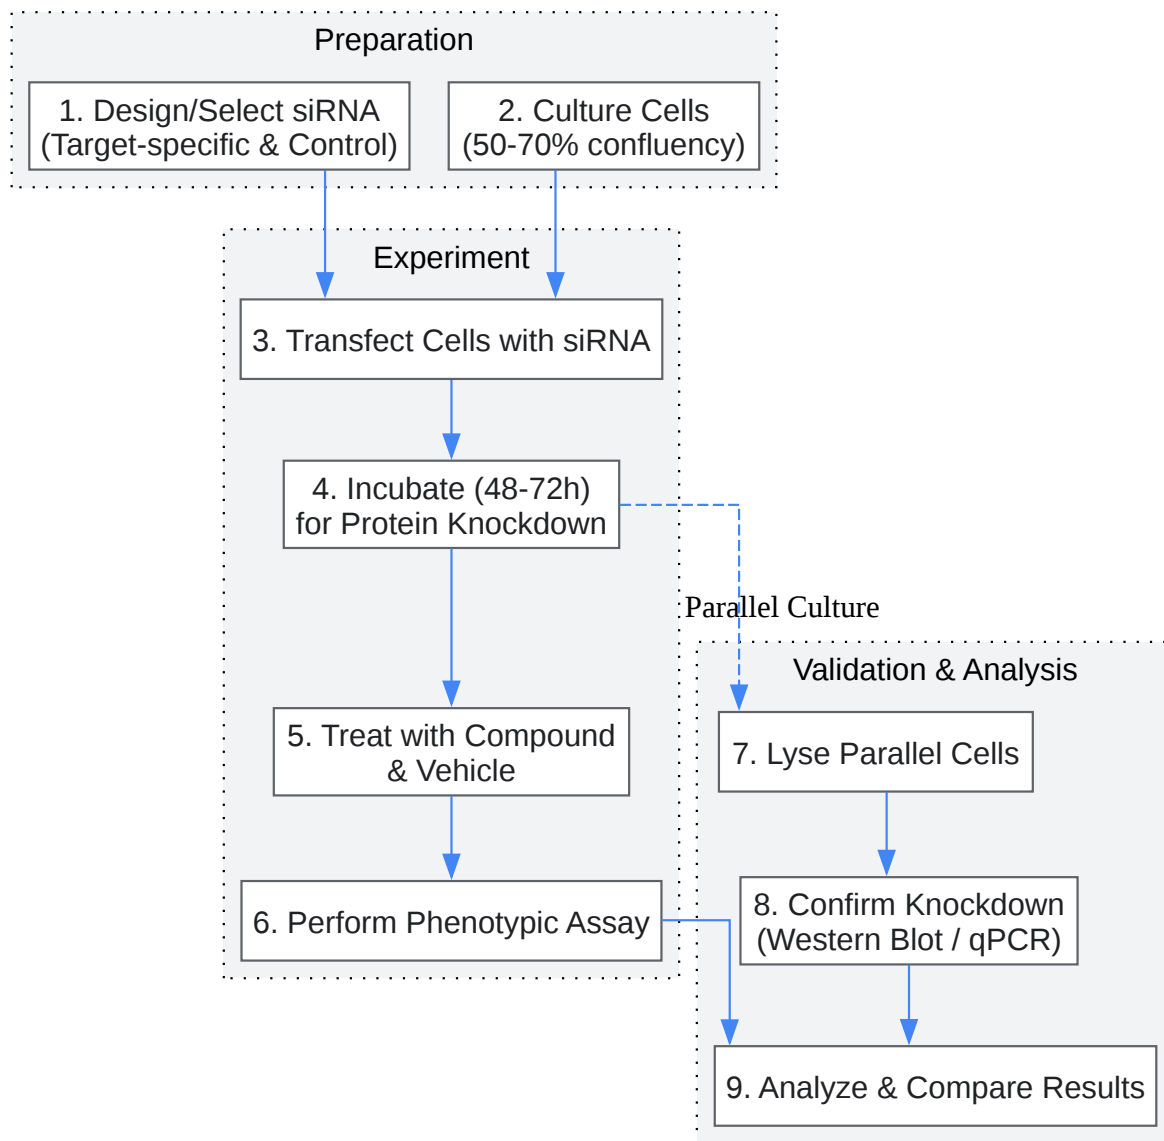 Preparation
1. Design/Select siRNA
(Target-specific & Control)
2. Culture Cells
(50-70% confluency)
Experiment
3. Transfect Cells with siRNA
4. Incubate (48-72h)
for Protein Knockdown
Parallel Culture
5. Treat with Compound
& Vehicle
6. Perform Phenotypic Assay
Validation & Analysis
7. Lyse Parallel Cells
8. Confirm Knockdown
(Western Blot / qPCR)
9. Analyze & Compare Results